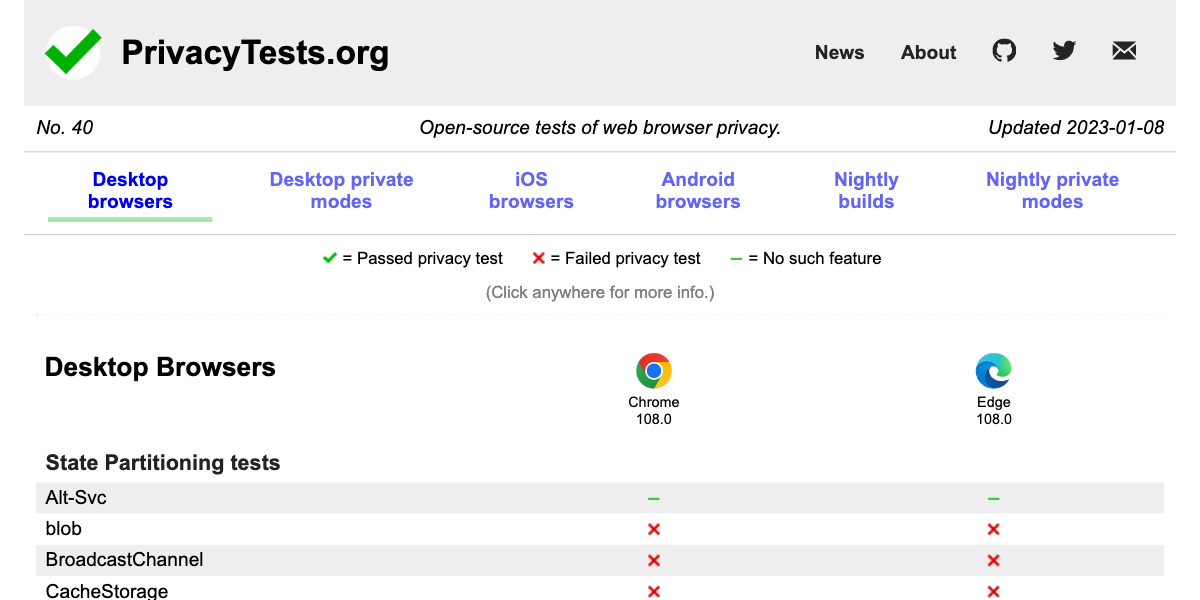 PrivacyTests.org
News About
No. 40 Open-source tests of web browser privacy. Updated 2023-01-08
Desktop browsers
Desktop private modes
iOS browsers
Android browsers
Nightly builds
Nightly private modes
= Passed privacy test = Failed privacy test – = No such feature
(Click anywhere for more info.)
Desktop Browsers
Chrome
108.0
Edge
108.0
State Partitioning tests
Alt-Svc – –
blob
BroadcastChannel
CacheStorage